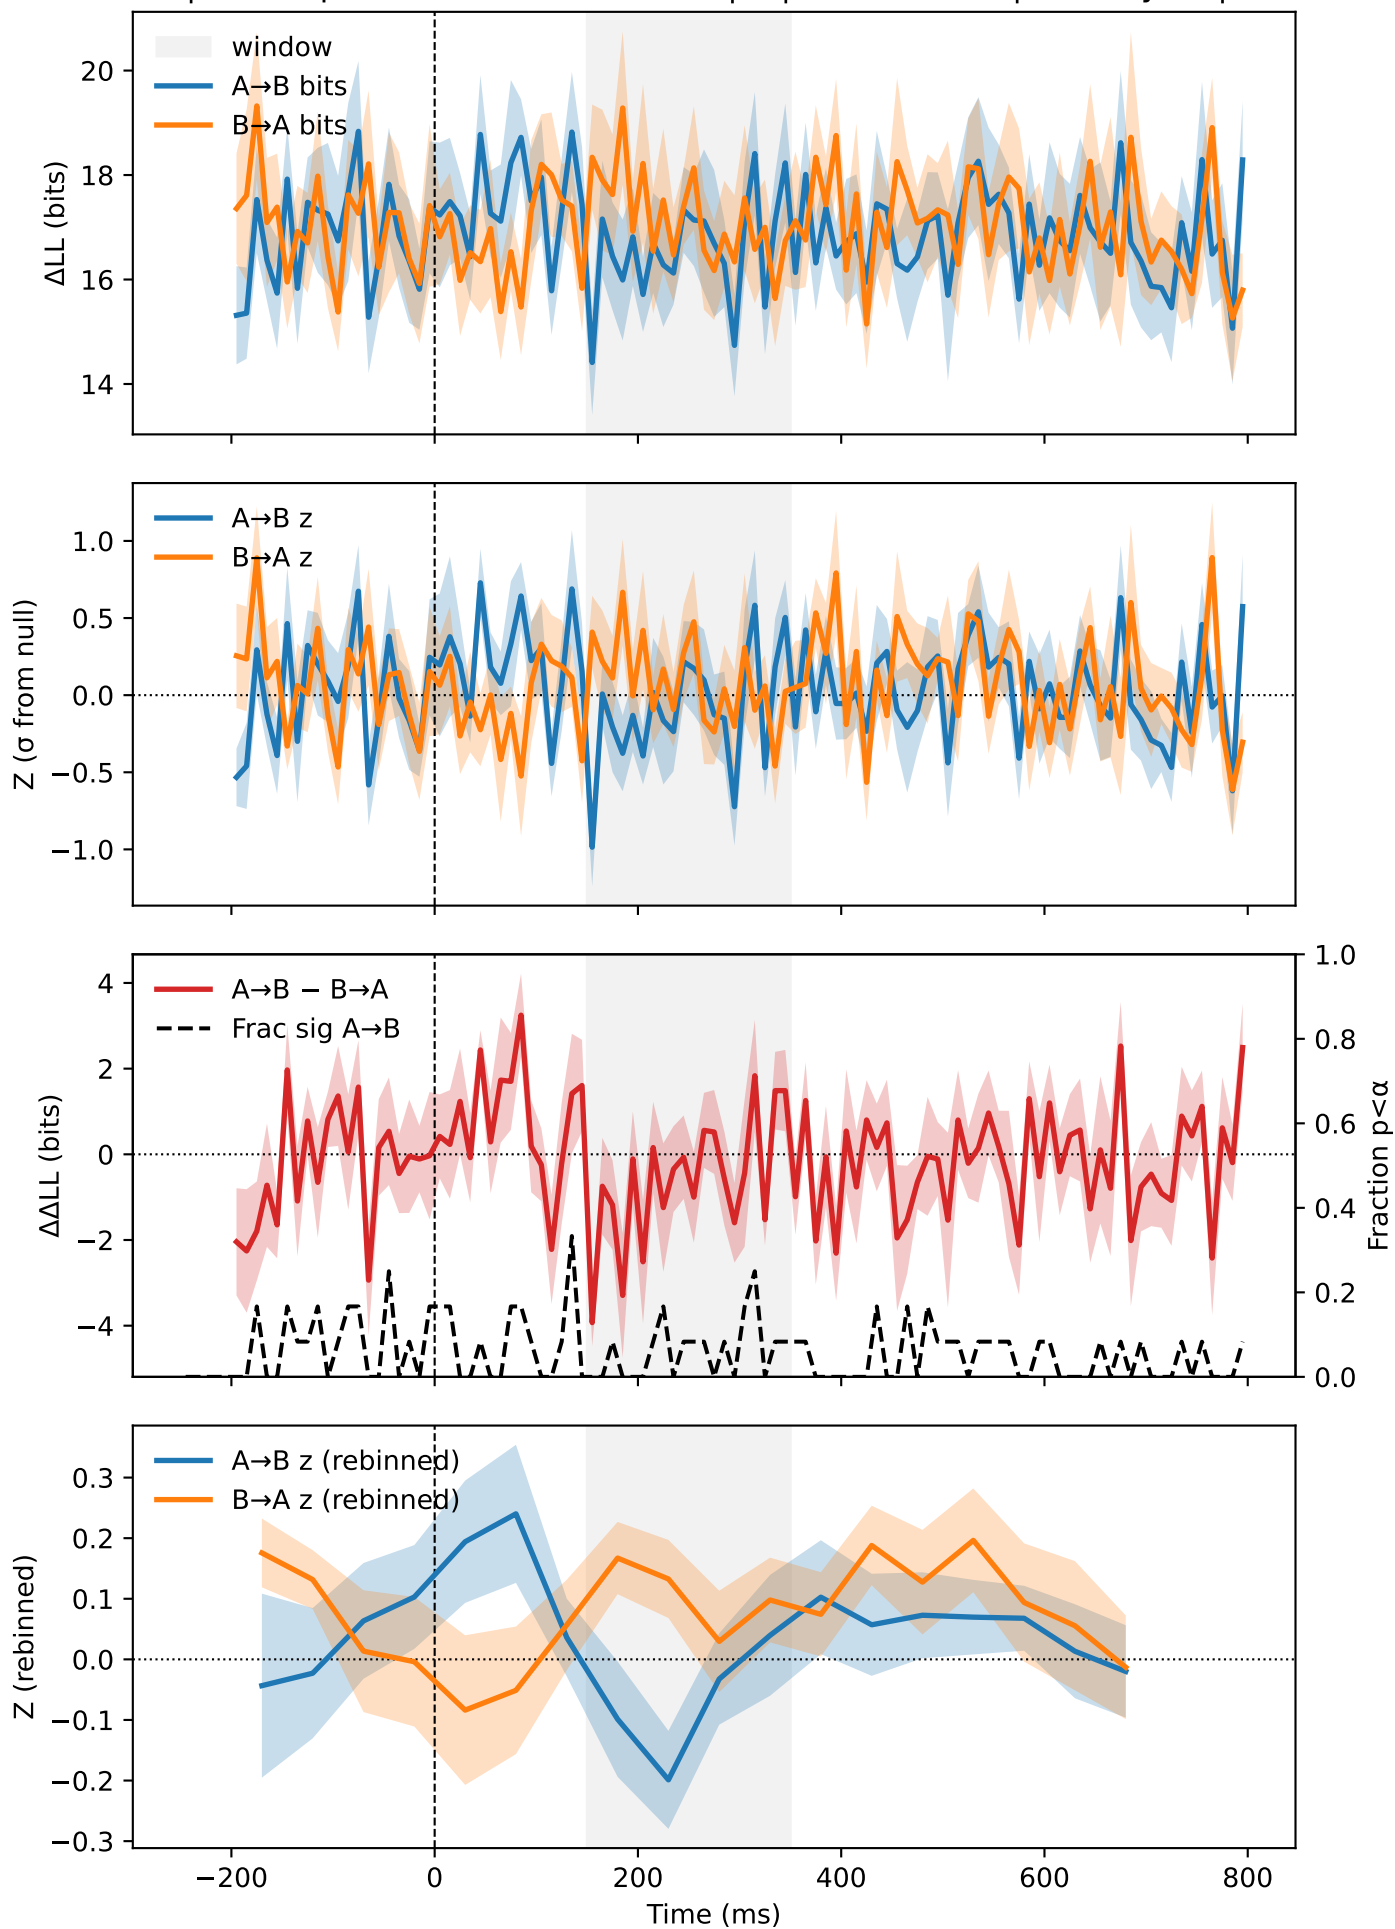 20
18
16
14
ΔLL (bits)
window
A→B bits
B→A bits
1.0
0.5
0.0
−0.5
−1.0
Z (σ from null)
A→B z
B→A z
4
2
0
−2
−4
ΔΔLL (bits)
A→B − B→A
Frac sig A→B
1.0
0.8
0.6
0.4
0.2
0.0
Fraction p<α
0.3
0.2
0.1
0.0
−0.1
−0.2
−0.3
Z (rebinned)
A→B z (rebinned)
B→A z (rebinned)
−200 0 200 400 600 800
Time (ms)